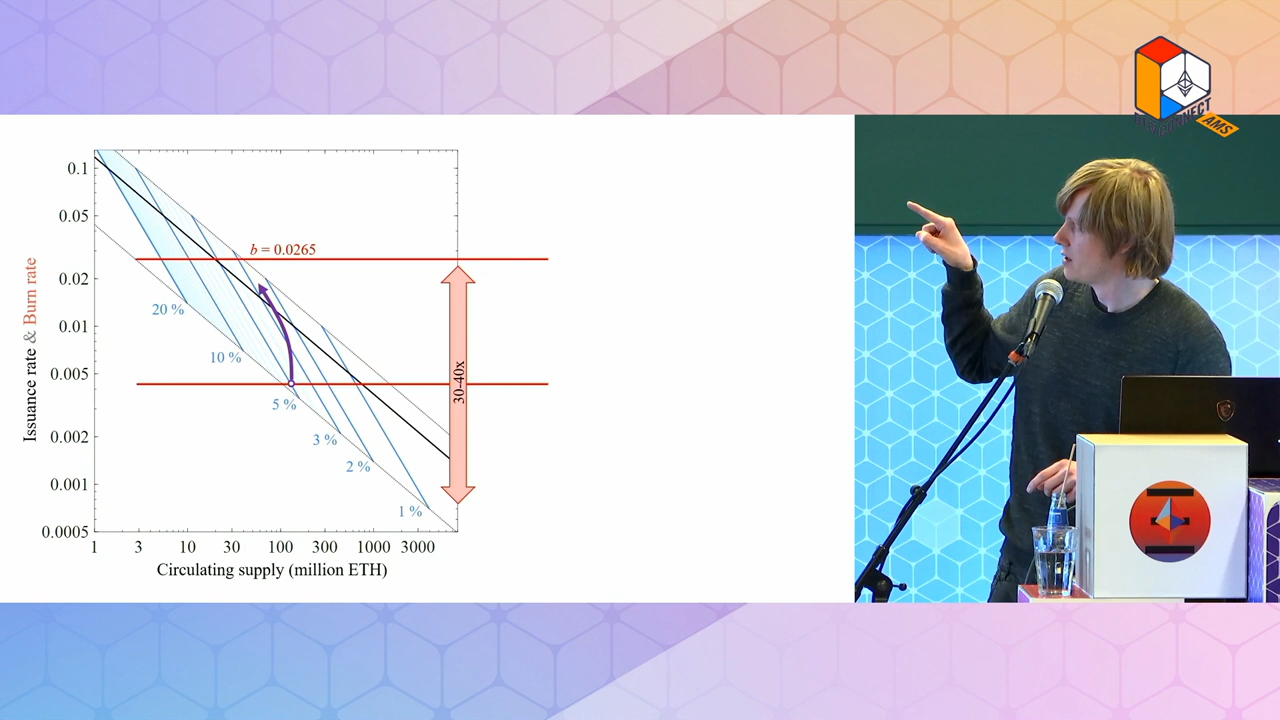 DEVCONNECT
AMS
Issuance rate & Burn rate
0.1
0.05
0.02
0.01
0.005
0.002
0.001
0.0005
b = 0.0265
20 %
10 %
5 %
3 %
2 %
1 %
30-40x
1 3 10 30 100 300 1000 3000
Circulating supply (million ETH)